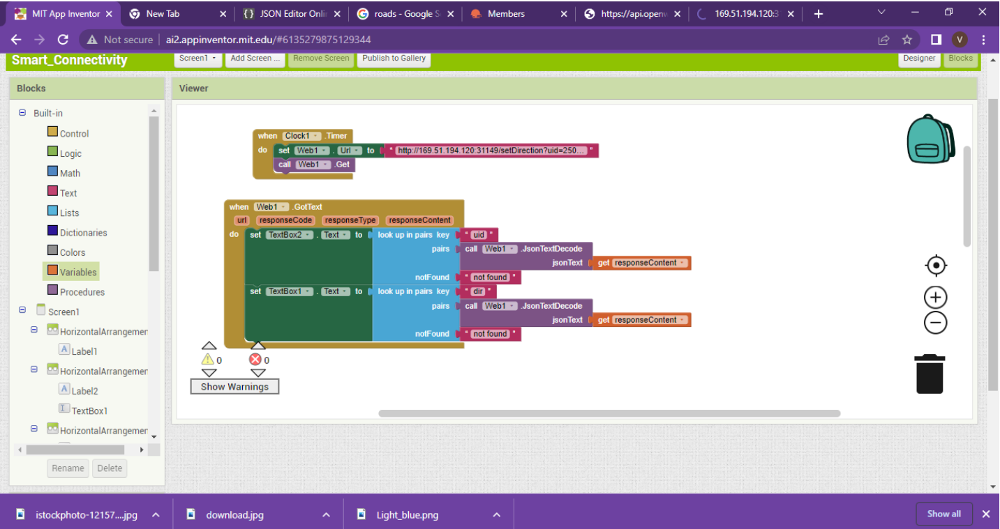 MIT App Inventor
New Tab
JSON Editor Onlin
roads - Google S
Members
https://api.openw
169.51.194.120:3
Not secure
ai2.appinventor.mit.edu/#6135279875129344
V
Smart_Connectivity
Screen1
Add Screen ...
Remove Screen
Publish to Gallery
Designer
Blocks
Blocks
Viewer
Built-in
Control
Logic
Math
Text
Lists
Dictionaries
Colors
Variables
Procedures
Screen1
HorizontalArrangemer
Label1
HorizontalArrangemer
Label2
TextBox1
HorizontalArrangemer
Rename
Delete
when Clock1 .Timer
do set Web1 . Url to " http://169.51.194.120:31149/setDirection?uid=250... "
call Web1 .Get
when Web1 .GotText
url responseCode responseType responseContent
do set TextBox2 . Text to look up in pairs key " uid "
pairs call Web1 .JsonTextDecode
jsonText get responseContent
notFound " not found "
set TextBox1 . Text to look up in pairs key " dir "
pairs call Web1 .JsonTextDecode
jsonText get responseContent
notFound " not found "
0 0
Show Warnings
istockphoto-12157....jpg
download.jpg
Light_blue.png
Show all